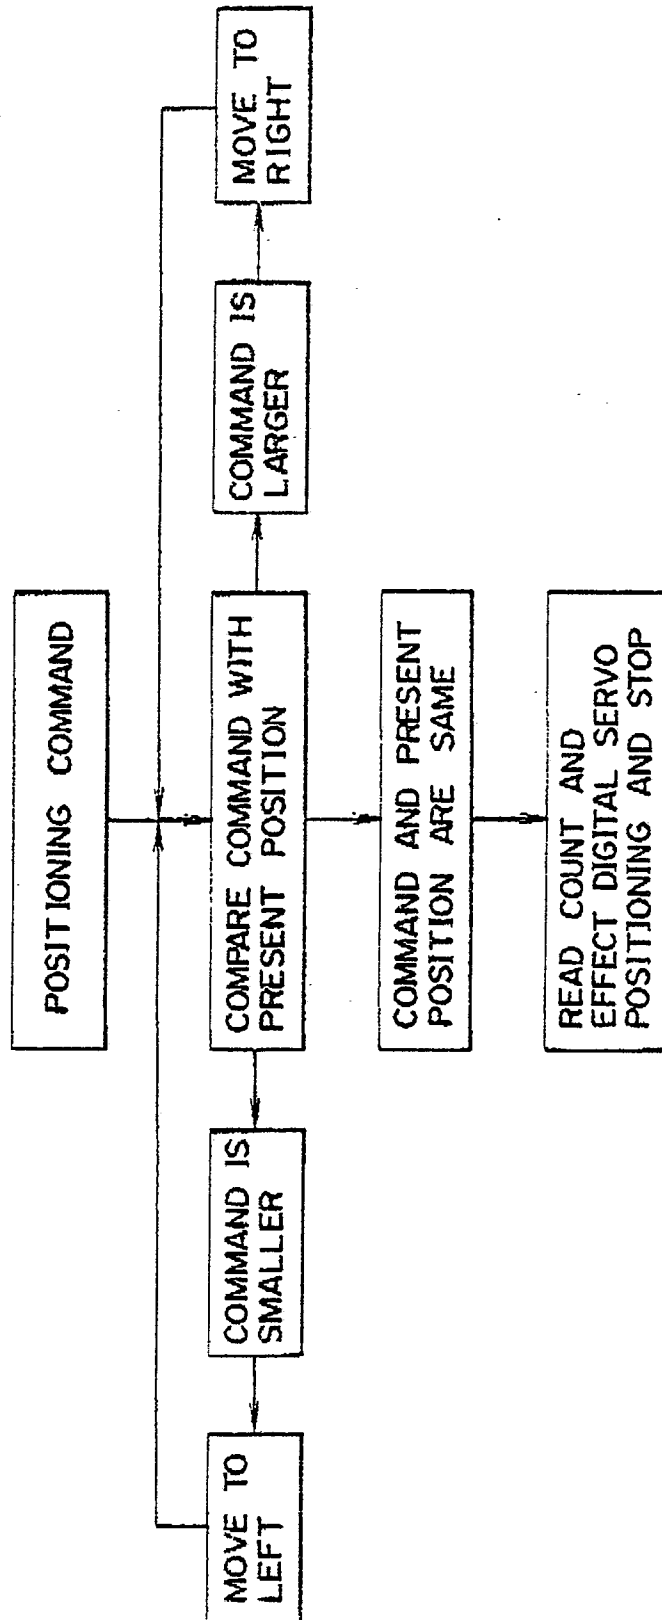 POSITIONING COMMAND
MOVE TO
LEFT
COMMAND IS
SMALLER
COMPARE COMMAND WITH
PRESENT POSITION
COMMAND IS
LARGER
MOVE TO
RIGHT
COMMAND AND PRESENT
POSITION ARE SAME
READ COUNT AND
EFFECT DIGITAL SERVO
POSITIONING AND STOP